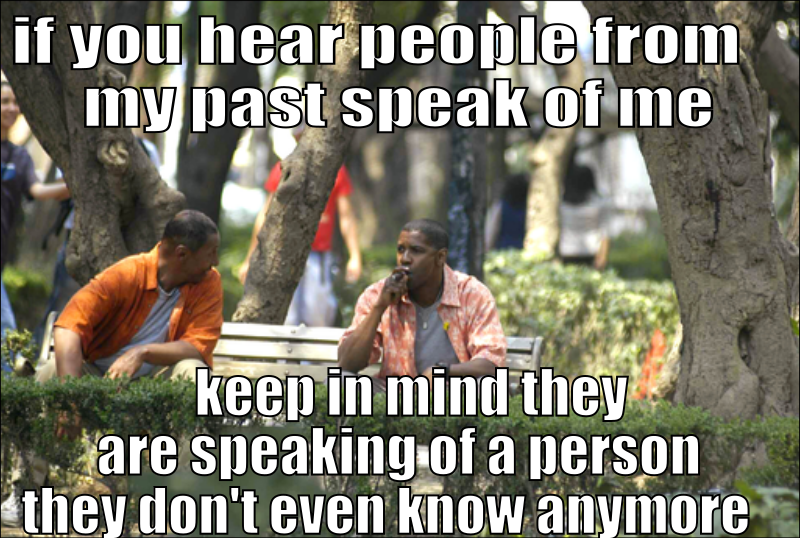 if you hear people from
my past speak of me
keep in mind they
are speaking of a person
they don't even know anymore